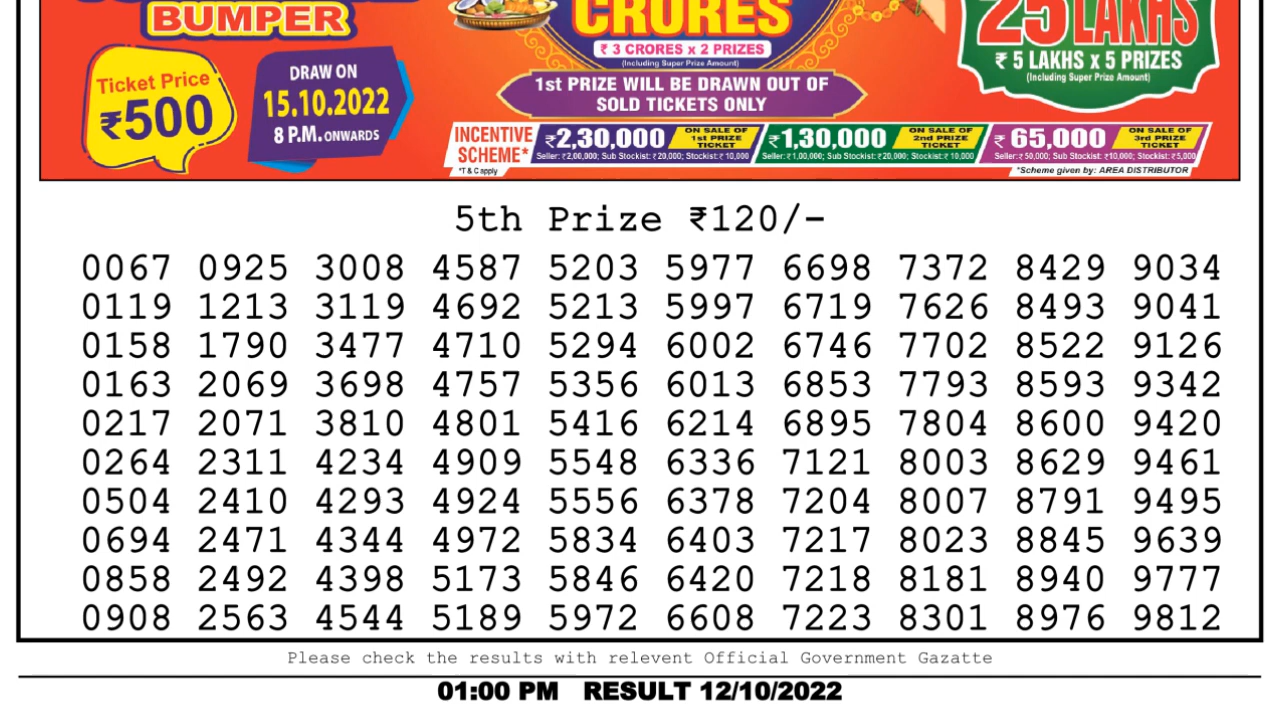 BUMPER
Ticket Price
₹500
DRAW ON
15.10.2022
8 P.M. ONWARDS
CRORES
₹ 3 CRORES x 2 PRIZES
(Including Super Prize Amount)
1st PRIZE WILL BE DRAWN OUT OF
SOLD TICKETS ONLY
25 LAKHS
₹ 5 LAKHS x 5 PRIZES
(Including Super Prize Amount)
INCENTIVE
SCHEME*
*T & C apply
₹2,30,000 ON SALE OF 1st PRIZE TICKET
Seller: ₹2,00,000; Sub Stockist: ₹20,000; Stockist: ₹ 10,000
₹1,30,000 ON SALE OF 2nd PRIZE TICKET
Seller: ₹ 1,00,000; Sub Stockist: ₹20,000; Stockist: ₹ 10,000
₹ 65,000 ON SALE OF 3rd PRIZE TICKET
Seller: ₹ 50,000; Sub Stockist: ₹10,000; Stockist: ₹5,000
*Scheme given by: AREA DISTRIBUTOR
5th Prize ₹120/-
0067 0925 3008 4587 5203 5977 6698 7372 8429 9034
0119 1213 3119 4692 5213 5997 6719 7626 8493 9041
0158 1790 3477 4710 5294 6002 6746 7702 8522 9126
0163 2069 3698 4757 5356 6013 6853 7793 8593 9342
0217 2071 3810 4801 5416 6214 6895 7804 8600 9420
0264 2311 4234 4909 5548 6336 7121 8003 8629 9461
0504 2410 4293 4924 5556 6378 7204 8007 8791 9495
0694 2471 4344 4972 5834 6403 7217 8023 8845 9639
0858 2492 4398 5173 5846 6420 7218 8181 8940 9777
0908 2563 4544 5189 5972 6608 7223 8301 8976 9812
Please check the results with relevent Official Government Gazatte
01:00 PM RESULT 12/10/2022